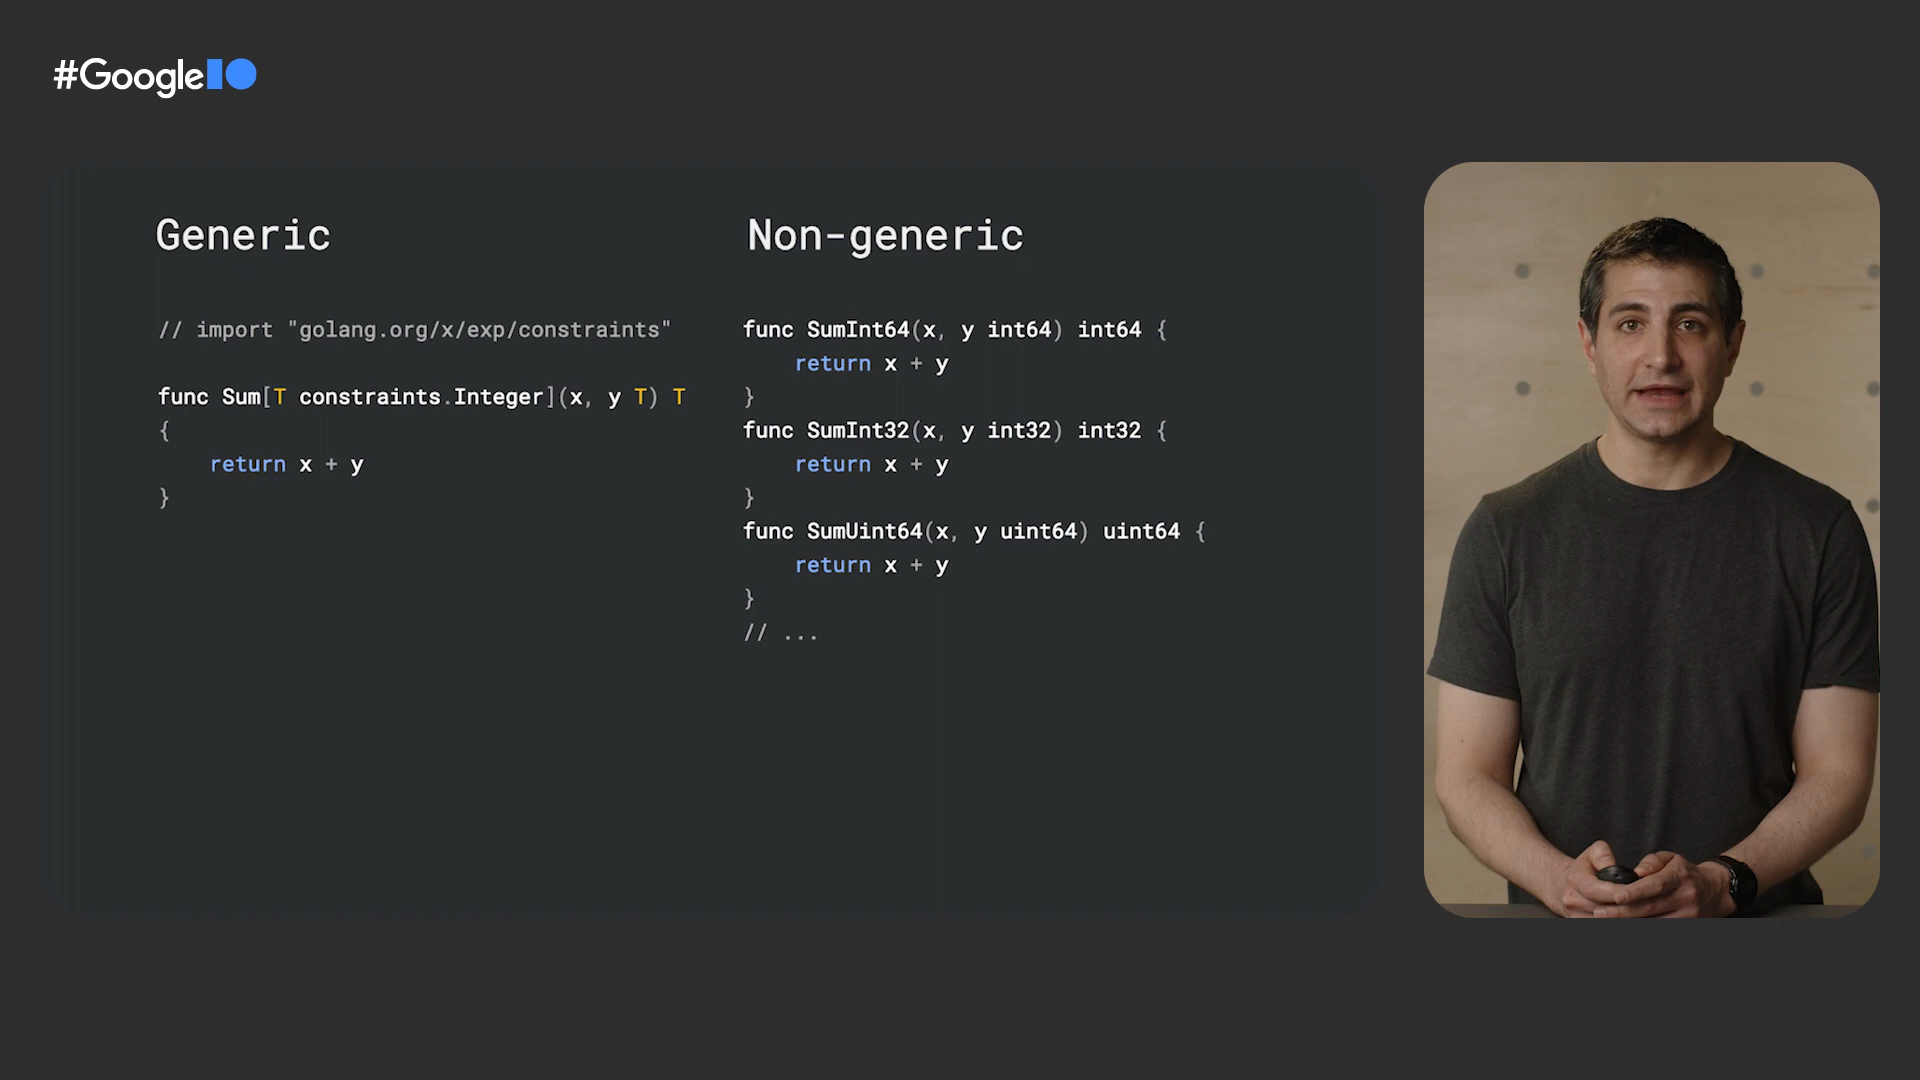 #GoogleIO
Generic
// import "golang.org/x/exp/constraints"
func Sum[T constraints.Integer](x, y T) T
{
    return x + y
}
Non-generic
func SumInt64(x, y int64) int64 {
    return x + y
}
func SumInt32(x, y int32) int32 {
    return x + y
}
func SumUint64(x, y uint64) uint64 {
    return x + y
}
// ...